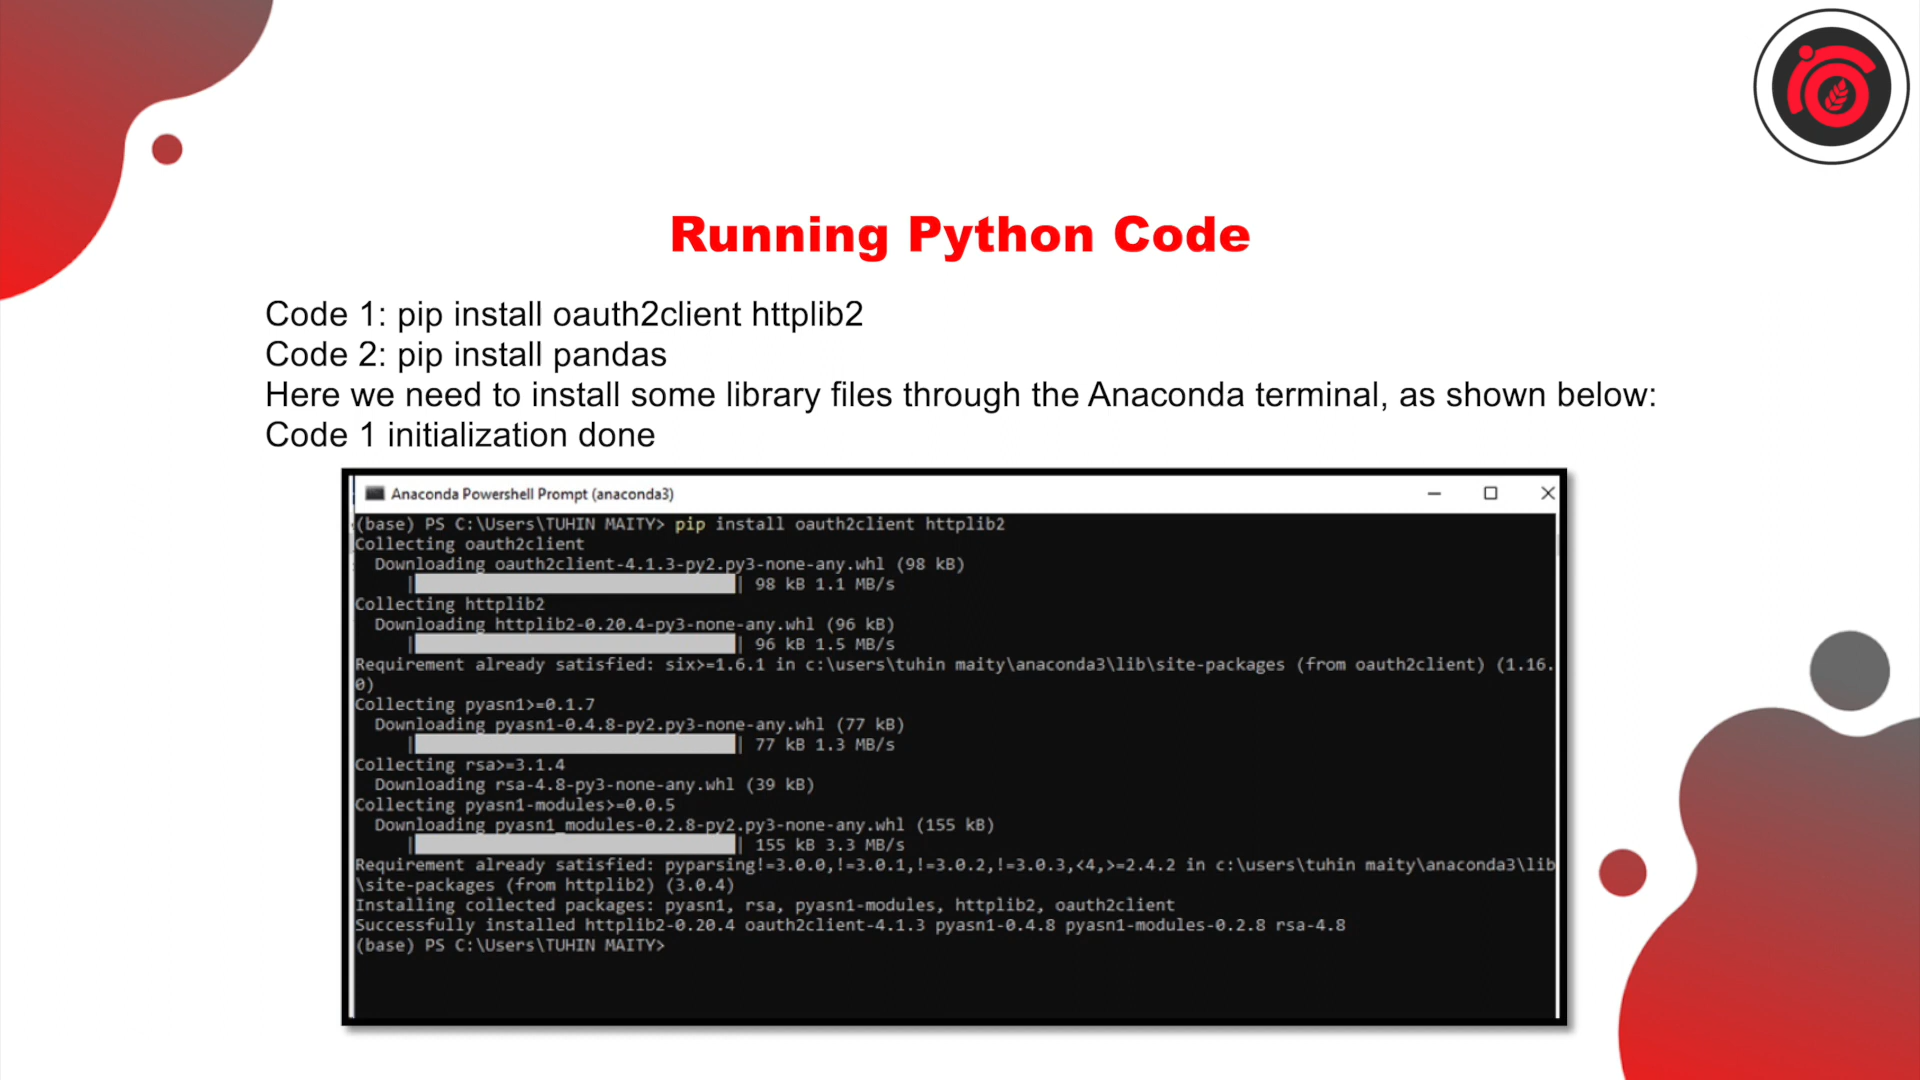 Running Python Code
Code 1: pip install oauth2client httplib2
Code 2: pip install pandas
Here we need to install some library files through the Anaconda terminal, as shown below:
Code 1 initialization done
Anaconda Powershell Prompt (anaconda3)
(base) PS C:\Users\TUHIN MAITY> pip install oauth2client httplib2
Collecting oauth2client
Downloading oauth2client-4.1.3-py2.py3-none-any.whl (98 kB)
98 kB 1.1 MB/s
Collecting httplib2
Downloading httplib2-0.20.4-py3-none-any.whl (96 kB)
96 kB 1.5 MB/s
Requirement already satisfied: six>=1.6.1 in c:\users\tuhin maity\anaconda3\lib\site-packages (from oauth2client) (1.16.
0)
Collecting pyasn1>=0.1.7
Downloading pyasn1-0.4.8-py2.py3-none-any.whl (77 kB)
77 kB 1.3 MB/s
Collecting rsa>=3.1.4
Downloading rsa-4.8-py3-none-any.whl (39 kB)
Collecting pyasn1-modules>=0.0.5
Downloading pyasn1_modules-0.2.8-py2.py3-none-any.whl (155 kB)
155 kB 3.3 MB/s
Requirement already satisfied: pyparsing!=3.0.0,!=3.0.1,!=3.0.2,!=3.0.3,<4,>=2.4.2 in c:\users\tuhin maity\anaconda3\lib
\site-packages (from httplib2) (3.0.4)
Installing collected packages: pyasn1, rsa, pyasn1-modules, httplib2, oauth2client
Successfully installed httplib2-0.20.4 oauth2client-4.1.3 pyasn1-0.4.8 pyasn1-modules-0.2.8 rsa-4.8
(base) PS C:\Users\TUHIN MAITY>